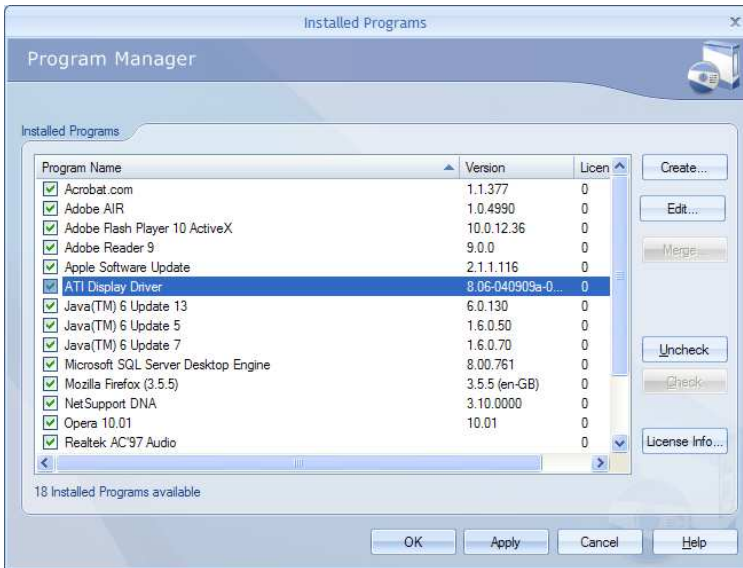 Installed Programs
Program Manager
Installed Programs
Program Name Version Licen
Acrobat.com 1.1.377 0
Adobe AIR 1.0.4990 0
Adobe Flash Player 10 ActiveX 10.0.12.36 0
Adobe Reader 9 9.0.0 0
Apple Software Update 2.1.1.116 0
ATI Display Driver 8.06-040909a-0... 0
Java(TM) 6 Update 13 6.0.130 0
Java(TM) 6 Update 5 1.6.0.50 0
Java(TM) 6 Update 7 1.6.0.70 0
Microsoft SQL Server Desktop Engine 8.00.761 0
Mozilla Firefox (3.5.5) 3.5.5 (en-GB) 0
NetSupport DNA 3.10.0000 0
Opera 10.01 10.01 0
Realtek AC'97 Audio 0
Create...
Edit...
Merge...
Uncheck
Check
License Info...
18 Installed Programs available
OK Apply Cancel Help